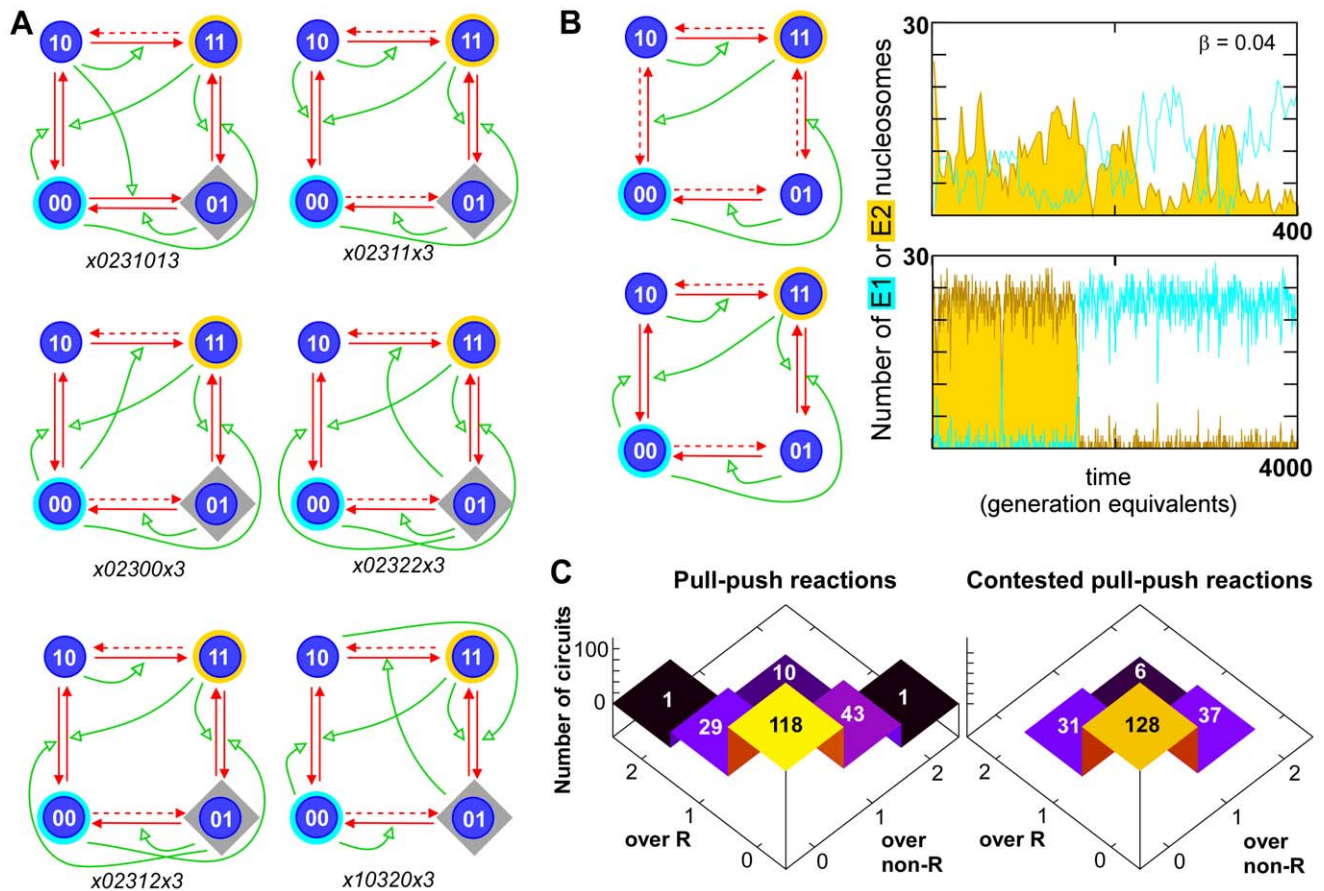 A
10
11
00
01
x0231013
10
11
00
01
x02311x3
10
11
00
01
x02300x3
10
11
00
01
x02322x3
10
11
00
01
x02312x3
10
11
00
01
x10320x3
B
10
11
00
01
10
11
00
01
Number of E1 or E2 nucleosomes
30
β = 0.04
400
30
4000
time
(generation equivalents)
C
Pull-push reactions
Number of circuits
100
0
1
10
1
29
43
118
2
1
0
over R
2
1
0
over
non-R
Contested pull-push reactions
6
31
37
128
2
1
0
over R
2
1
0
over
non-R